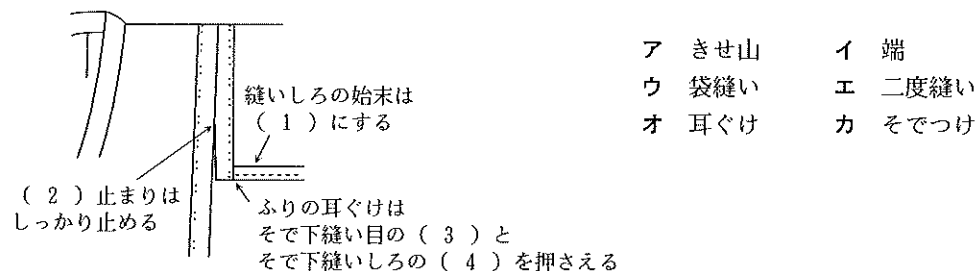 縫いしろの始末は
( 1 )にする
( 2 )止まりは
しっかり止める
ふりの耳ぐけは
そで下縫い目の( 3 )と
そで下縫いしろの( 4 )を押さえる
ア きせ山 イ 端
ウ 袋縫い エ 二度縫い
オ 耳ぐけ カ そでつけ